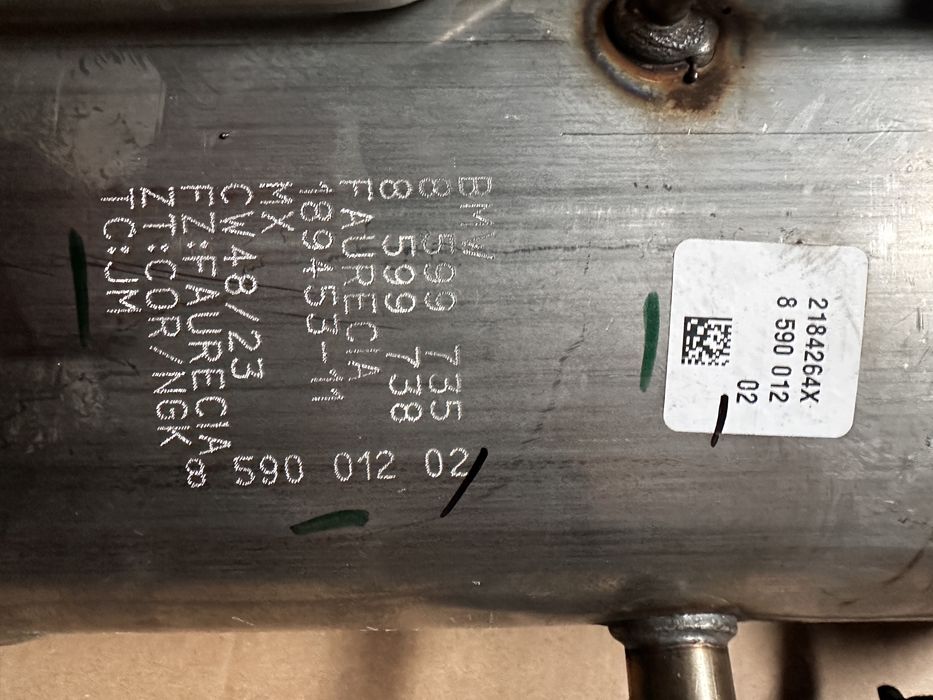 BMW
8 599 735
8 599 738
FAURECIA
18953-11
MX
CW48/23
FZ:FAURECIA
ZT:COR/NGK
TC:JM
8 590 012 02
2184264X
8 590 012
02